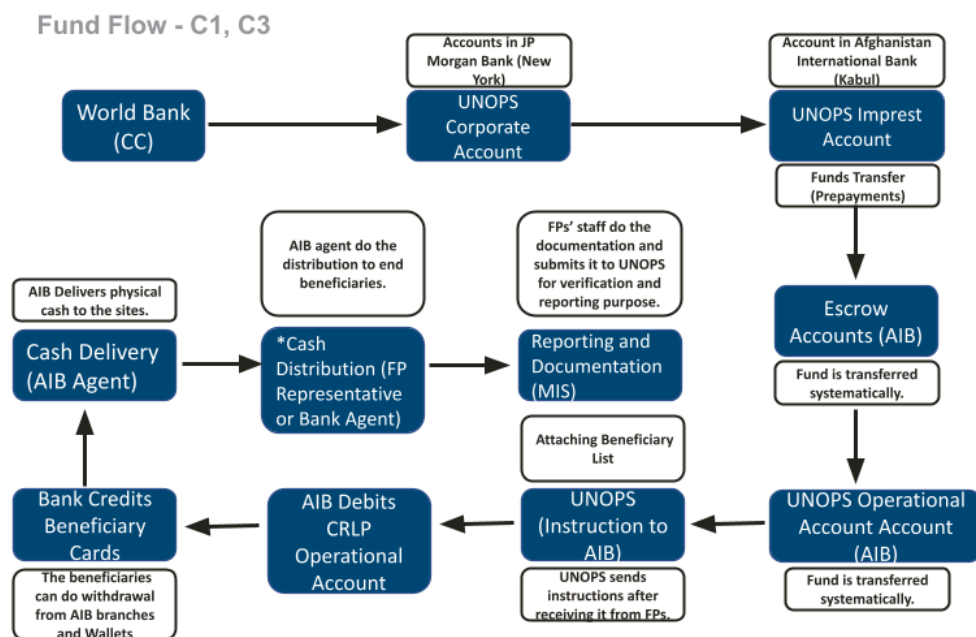 Fund Flow - C1, C3
Accounts in JP
Morgan Bank (New
York)
Account in Afghanistan
International Bank
(Kabul)
World Bank
(CC)
UNOPS
Corporate
Account
UNOPS Imprest
Account
Funds Transfer
(Prepayments)
AIB agent do the
distribution to end
beneficiaries.
FPs' staff do the
documentation and
submits it to UNOPS
for verification and
reporting purpose.
AIB Delivers physical
cash to the sites.
Escrow
Accounts (AIB)
Cash Delivery
(AIB Agent)
*Cash
Distribution (FP
Representative
or Bank Agent)
Reporting and
Documentation
(MIS)
Fund is transferred
systematically.
Attaching Beneficiary
List
Bank Credits
Beneficiary
Cards
AIB Debits
CRLP
Operational
Account
UNOPS
(Instruction to
AIB)
UNOPS Operational
Account Account
(AIB)
The beneficiaries
can do withdrawal
from AIB branches
and Wallets
UNOPS sends
instructions after
receiving it from FPs.
Fund is transferred
systematically.